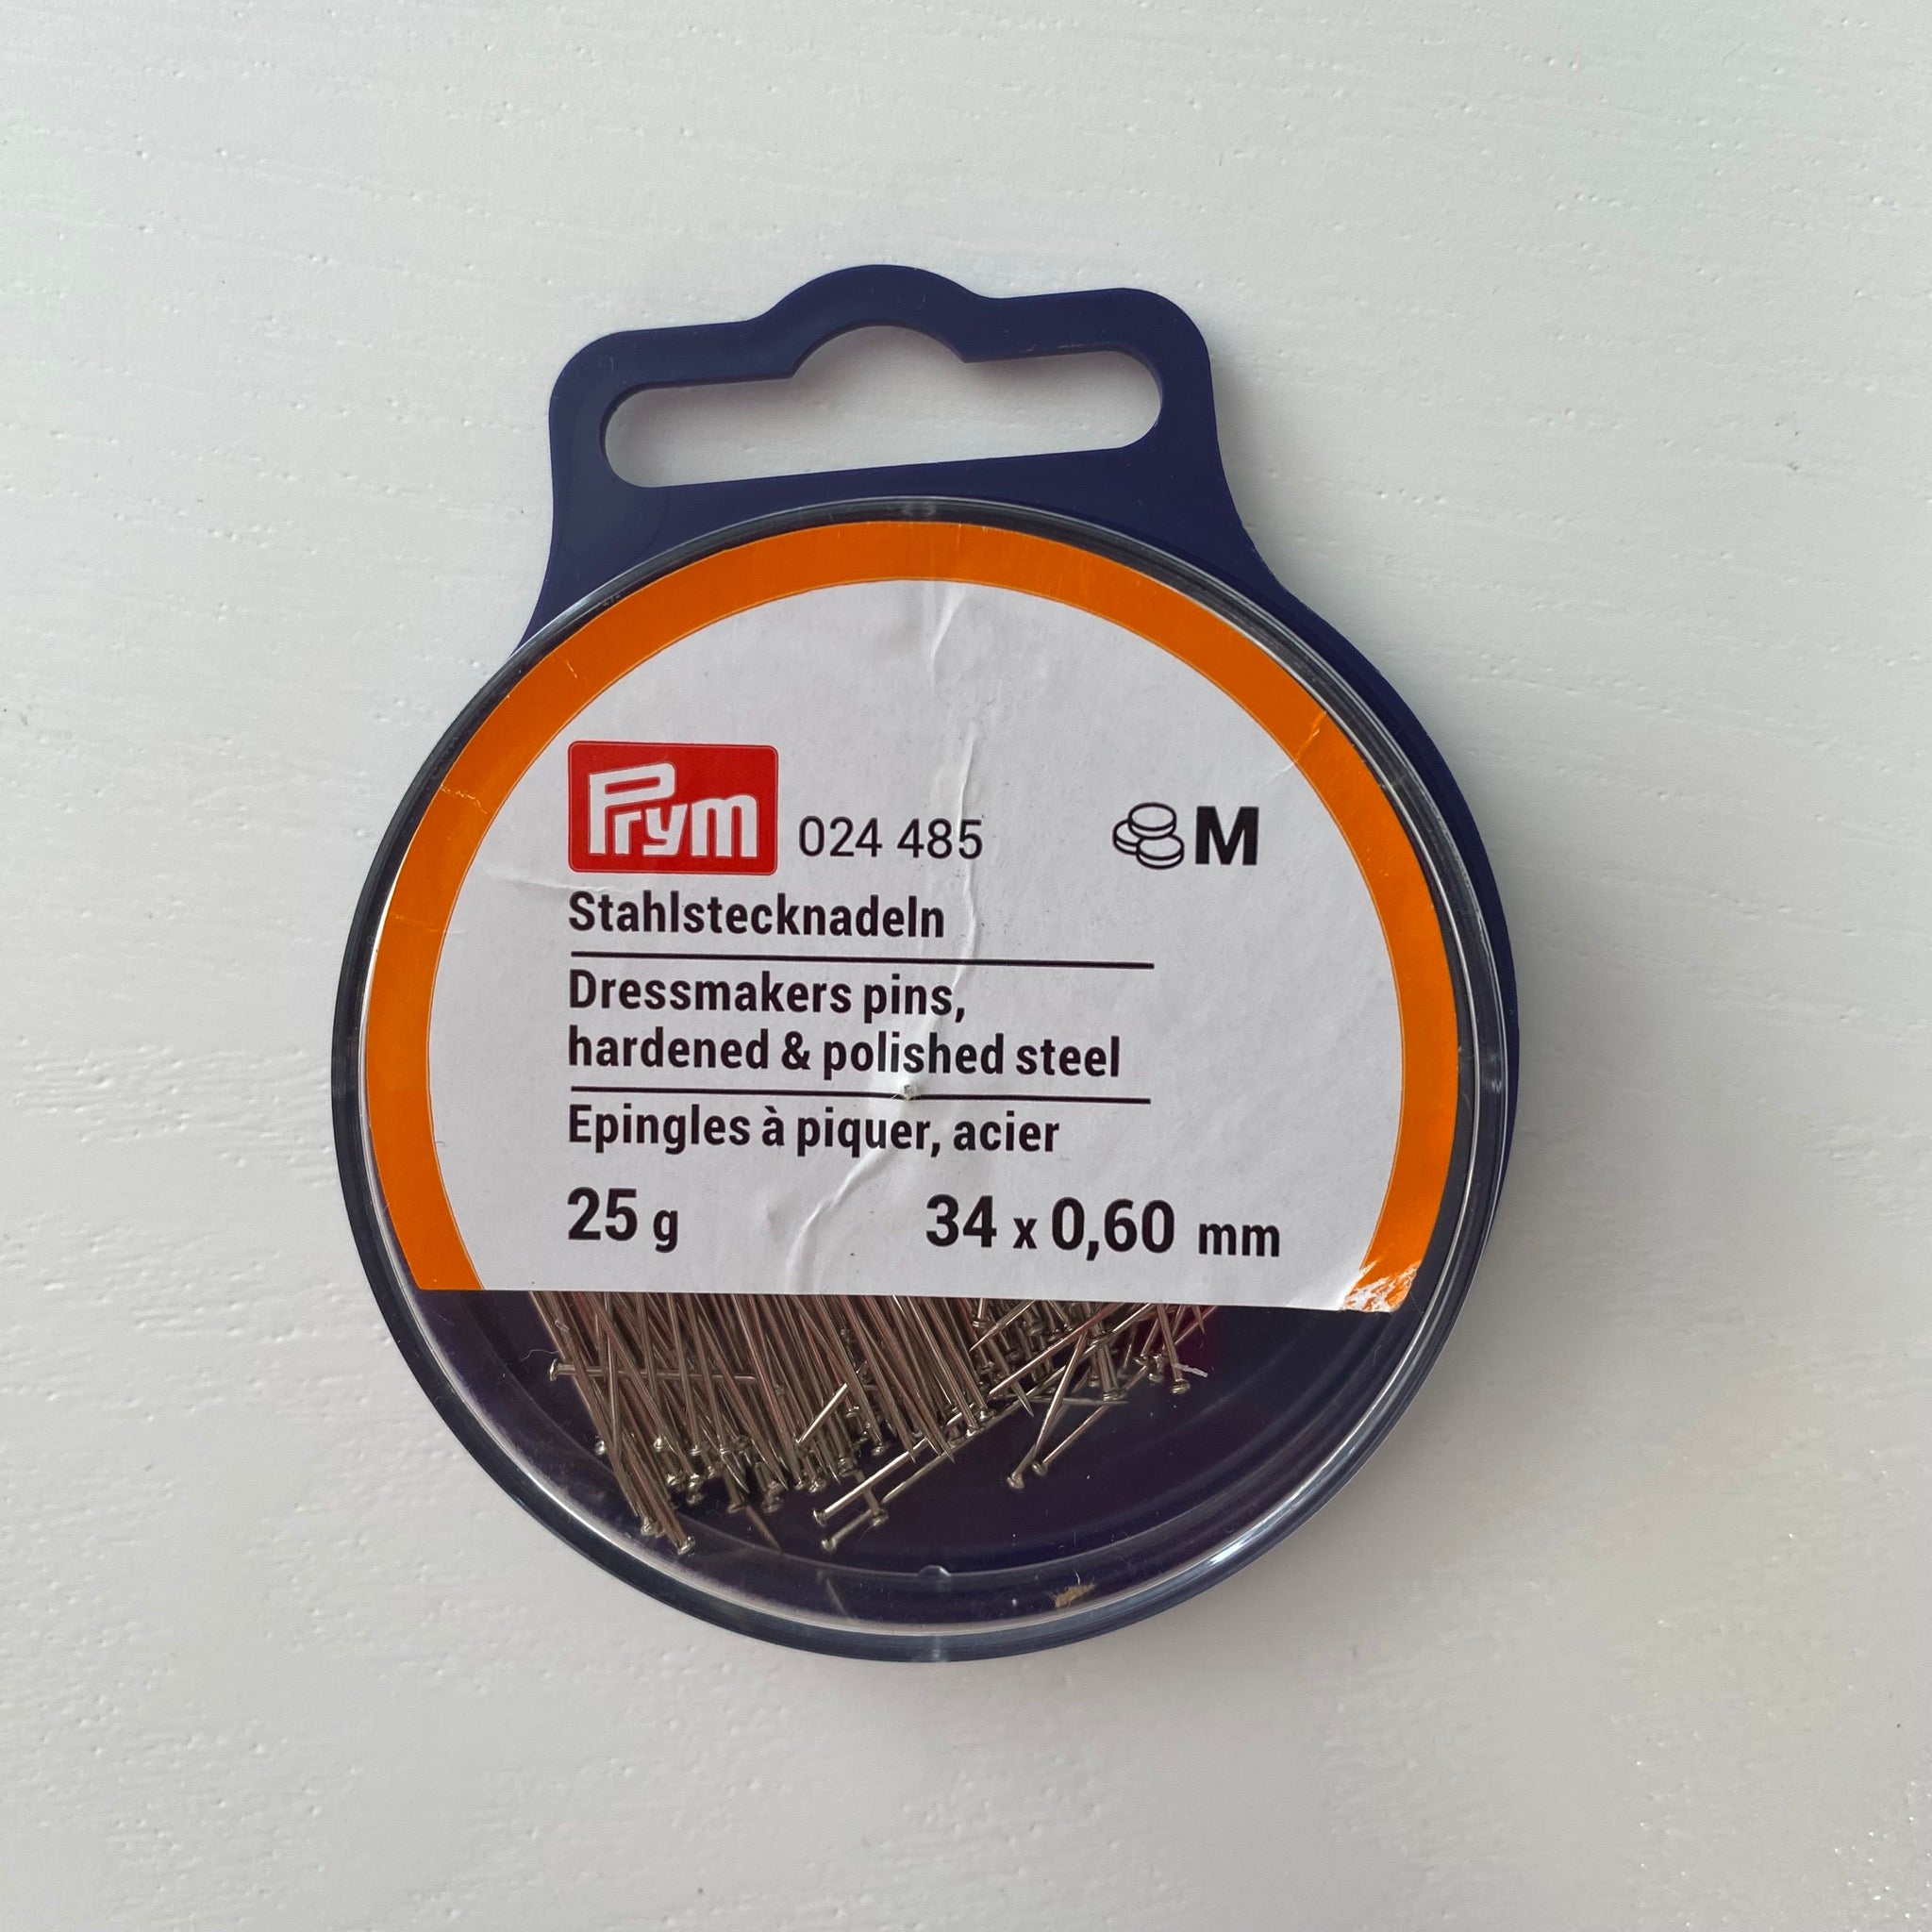 Prym 024 485 M
Stahlstecknadeln
Dressmakers pins,
hardened & polished steel
Epingles à piquer, acier
25 g 34 x 0,60 mm